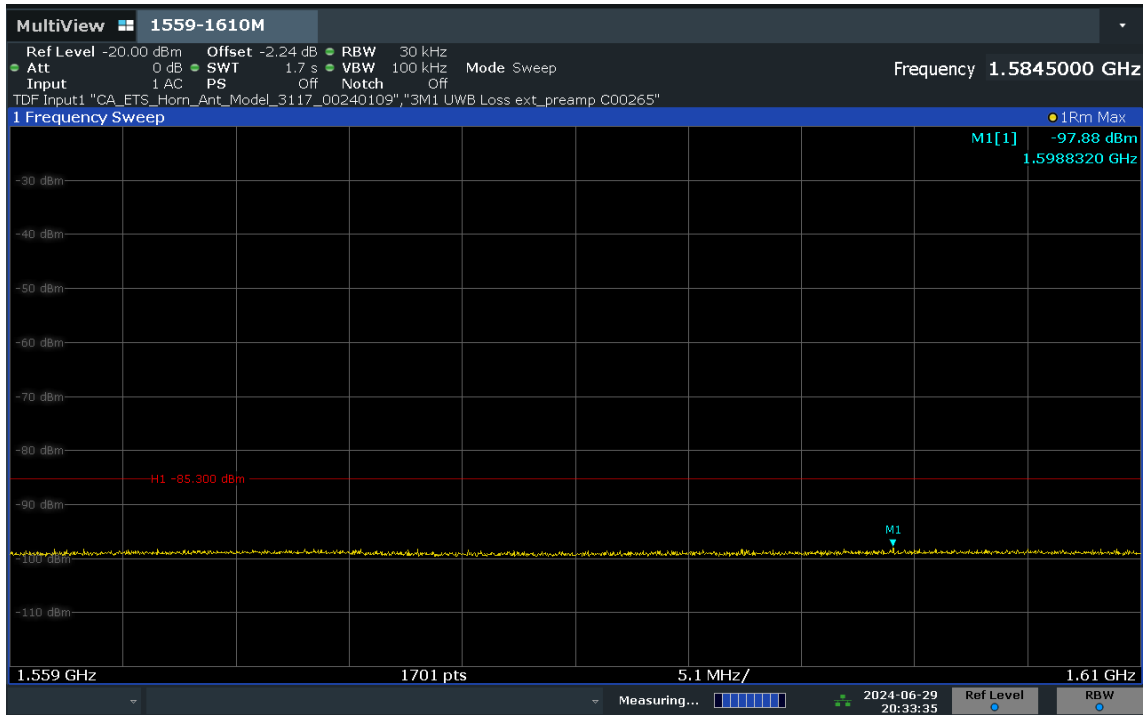 MultiView 1559-1610M
Ref Level -20.00 dBm Offset -2.24 dB RBW 30 kHz
Att 0 dB SWT 1.7 s VBW 100 kHz Mode Sweep
Frequency 1.5845000 GHz
Input 1 AC PS Off Notch Off
TDF Input1 "CA_ETS_Horn_Ant_Model_3117_00240109","3M1 UWB Loss ext_preamp C00265"
1 Frequency Sweep 1Rm Max
M1[1] -97.88 dBm
1.5988320 GHz
-30 dBm
-40 dBm
-50 dBm
-60 dBm
-70 dBm
-80 dBm
H1 -85.300 dBm
-90 dBm
M1
-100 dBm
-110 dBm
1.559 GHz 1701 pts 5.1 MHz/ 1.61 GHz
Measuring... 2024-06-29 Ref Level RBW
20:33:35